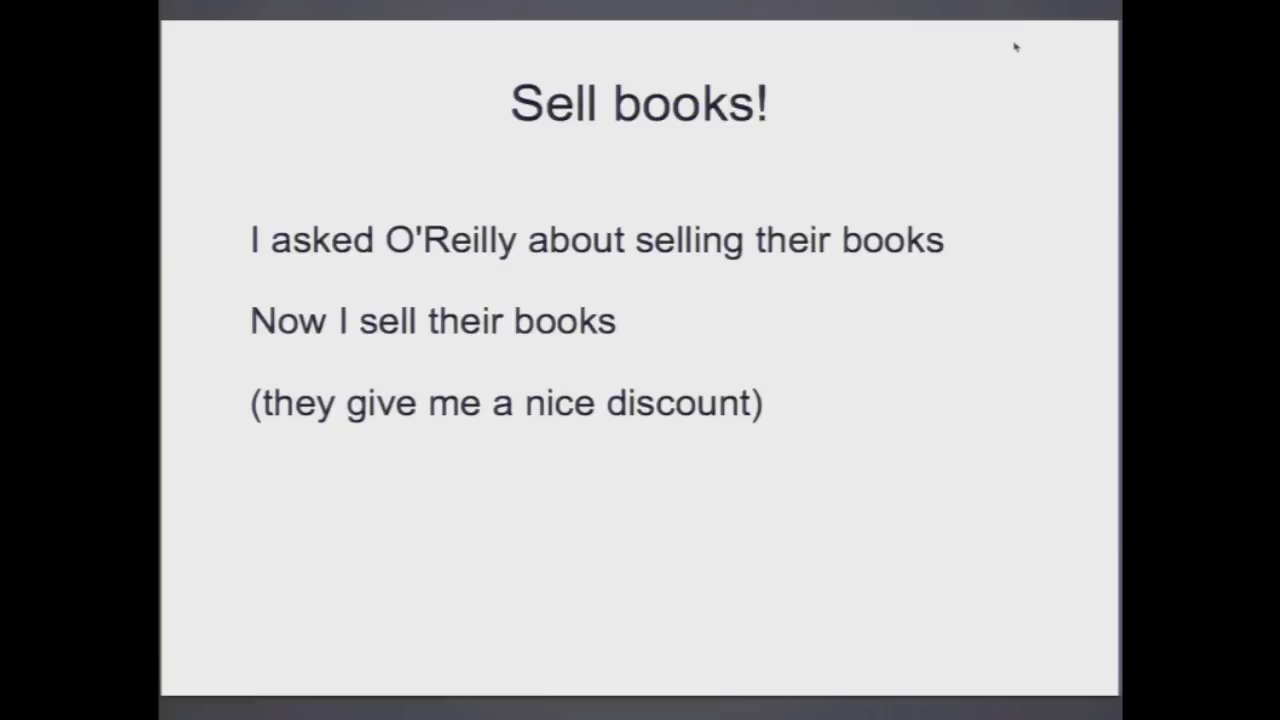 Sell books!
I asked O'Reilly about selling their books
Now I sell their books
(they give me a nice discount)